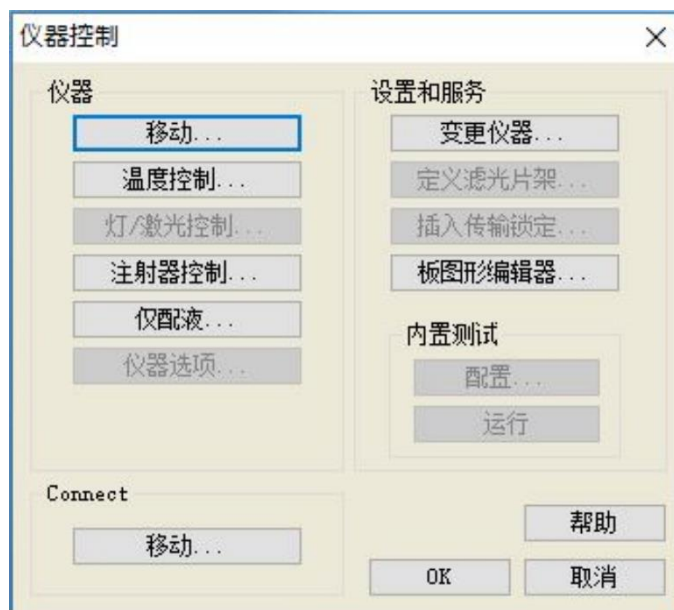 仪器控制
仪器
移动...
温度控制...
灯/激光控制...
注射器控制...
仅配液...
仪器选项...
设置和服务
变更仪器...
定义滤光片架...
插入传输锁定...
板图形编辑器...
内置测试
配置...
运行
Connect
移动...
帮助
OK
取消